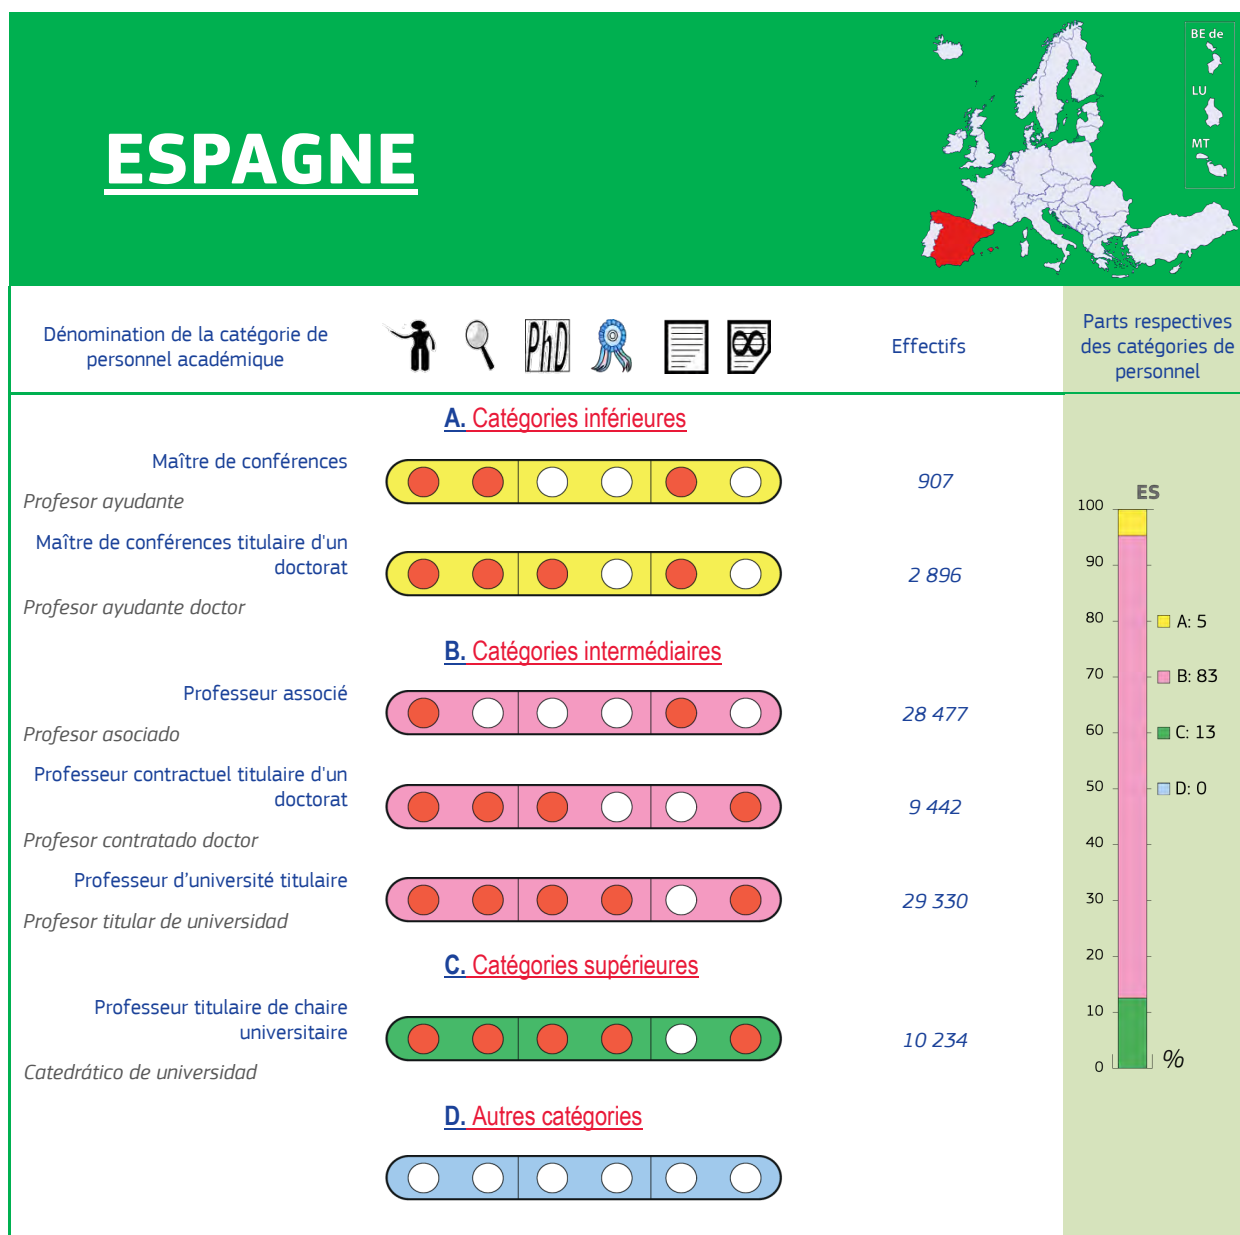 BE de
LU
MT
ESPAGNE
Dénomination de la catégorie de
personnel académique
PhD
Effectifs
Parts respectives
des catégories de
personnel
A. Catégories inférieures
Maître de conférences
Profesor ayudante
907
Maître de conférences titulaire d'un
doctorat
Profesor ayudante doctor
2 896
B. Catégories intermédiaires
Professeur associé
Profesor asociado
28 477
Professeur contractuel titulaire d'un
doctorat
Profesor contratado doctor
9 442
Professeur d’université titulaire
Profesor titular de universidad
29 330
C. Catégories supérieures
Professeur titulaire de chaire
universitaire
Catedrático de universidad
10 234
D. Autres catégories
ES
100
90
80
70
60
50
40
30
20
10
0
%
A: 5
B: 83
C: 13
D: 0